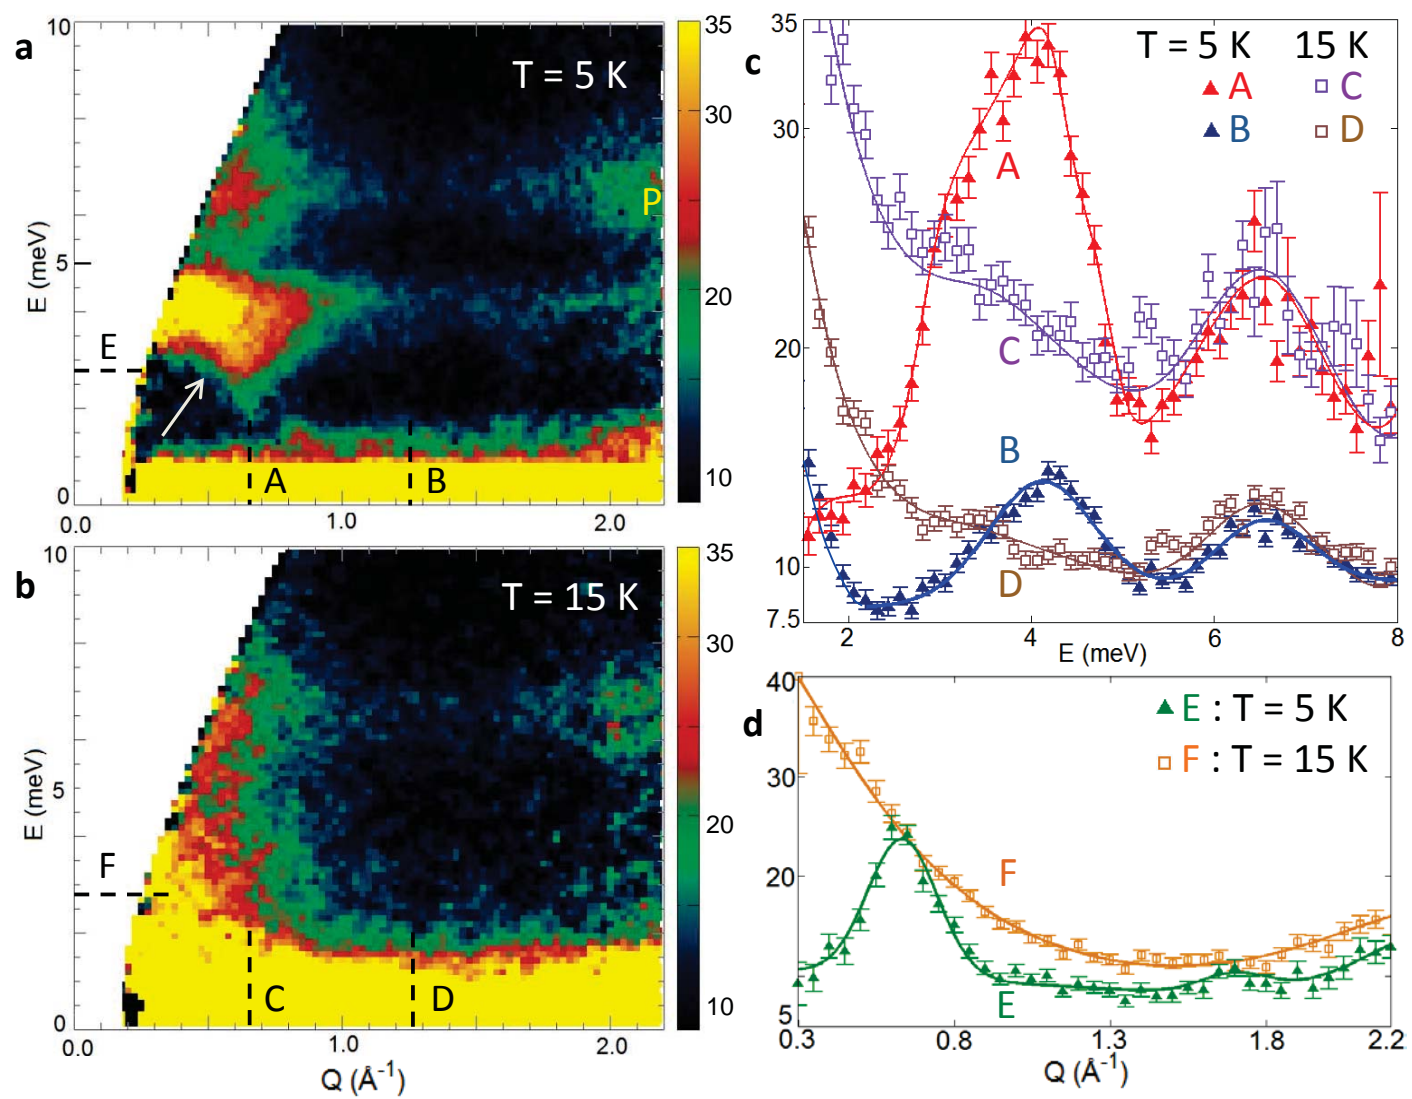 a
10
5
0
E (meV)
T = 5 K
E
P
A
B
0.0
1.0
2.0
35
30
20
10
b
10
5
0
E (meV)
T = 15 K
F
C
D
0.0
1.0
2.0
Q (Å⁻¹)
35
30
20
10
c
35
30
20
10
7.5
T = 5 K 15 K
A C
B D
A
C
B
D
2 4 6 8
E (meV)
d
40
30
20
5
E : T = 5 K
F : T = 15 K
F
E
0.3 0.8 1.3 1.8 2.2
Q (Å⁻¹)